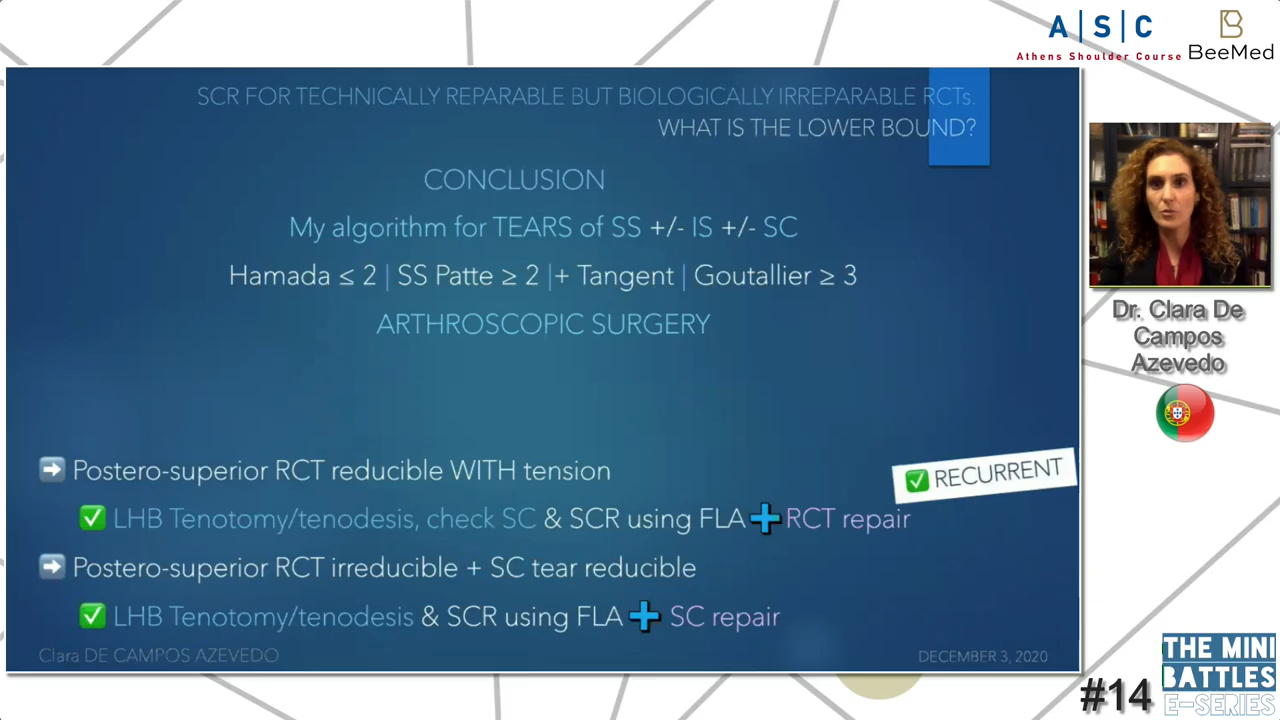 A|S|C
Athens Shoulder Course
BeeMed
SCR FOR TECHNICALLY REPARABLE BUT BIOLOGICALLY IRREPARABLE RCTs.
WHAT IS THE LOWER BOUND?
CONCLUSION
My algorithm for TEARS of SS +/- IS +/- SC
Hamada ≤ 2 | SS Patte ≥ 2 |+ Tangent | Goutallier ≥ 3
ARTHROSCOPIC SURGERY
➡ Postero-superior RCT reducible WITH tension
✅ RECURRENT
✅ LHB Tenotomy/tenodesis, check SC & SCR using FLA ➕ RCT repair
➡ Postero-superior RCT irreducible + SC tear reducible
✅ LHB Tenotomy/tenodesis & SCR using FLA ➕ SC repair
Clara DE CAMPOS AZEVEDO
DECEMBER 3, 2020
Dr. Clara De
Campos
Azevedo
#14
THE MINI
BATTLES
E-SERIES